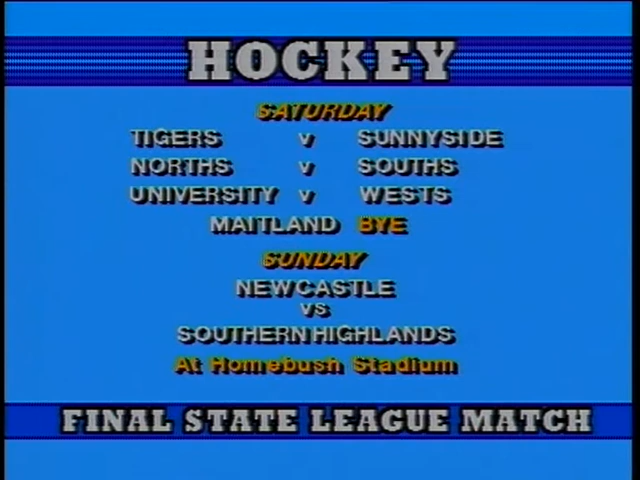 HOCKEY
SATURDAY
TIGERS v SUNNYSIDE
NORTHS v SOUTHS
UNIVERSITY v WESTS
MAITLAND BYE
SUNDAY
NEWCASTLE
vs
SOUTHERN HIGHLANDS
At Homebush Stadium
FINAL STATE LEAGUE MATCH